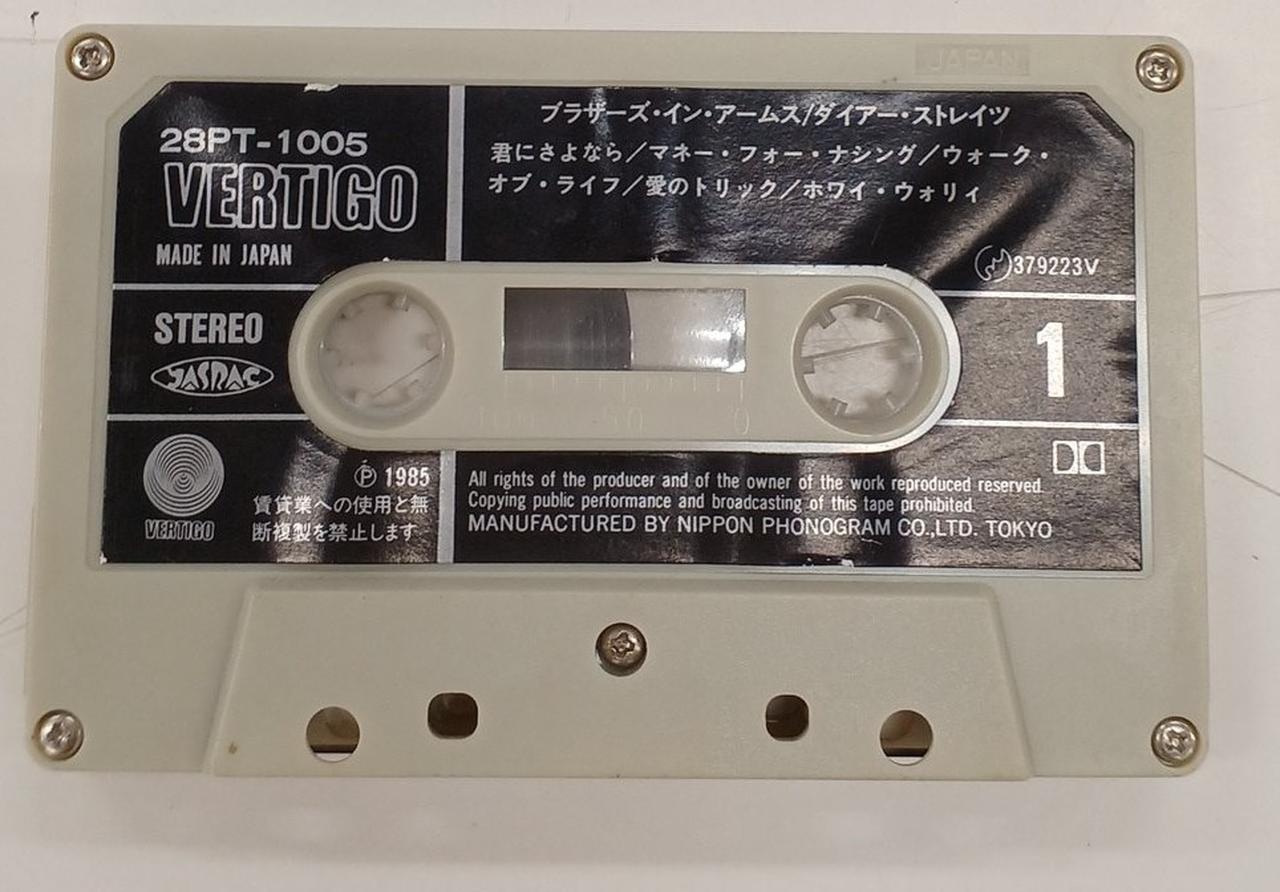 JAPAN
28PT-1005
VERTIGO
MADE IN JAPAN
ブラザーズ・イン・アームス/ダイアー・ストレイツ
君にさよなら/マネー・フォー・ナシング/ウォーク・
オブ・ライフ/愛のトリック/ホワイ・ウォリィ
379223V
STEREO
JASRAC
1
50
0
VERTIGO
Ⓟ 1985
賃貸業への使用と無
断複製を禁止します
All rights of the producer and of the owner of the work reproduced reserved.
Copying public performance and broadcasting of this tape prohibited.
MANUFACTURED BY NIPPON PHONOGRAM CO.,LTD. TOKYO